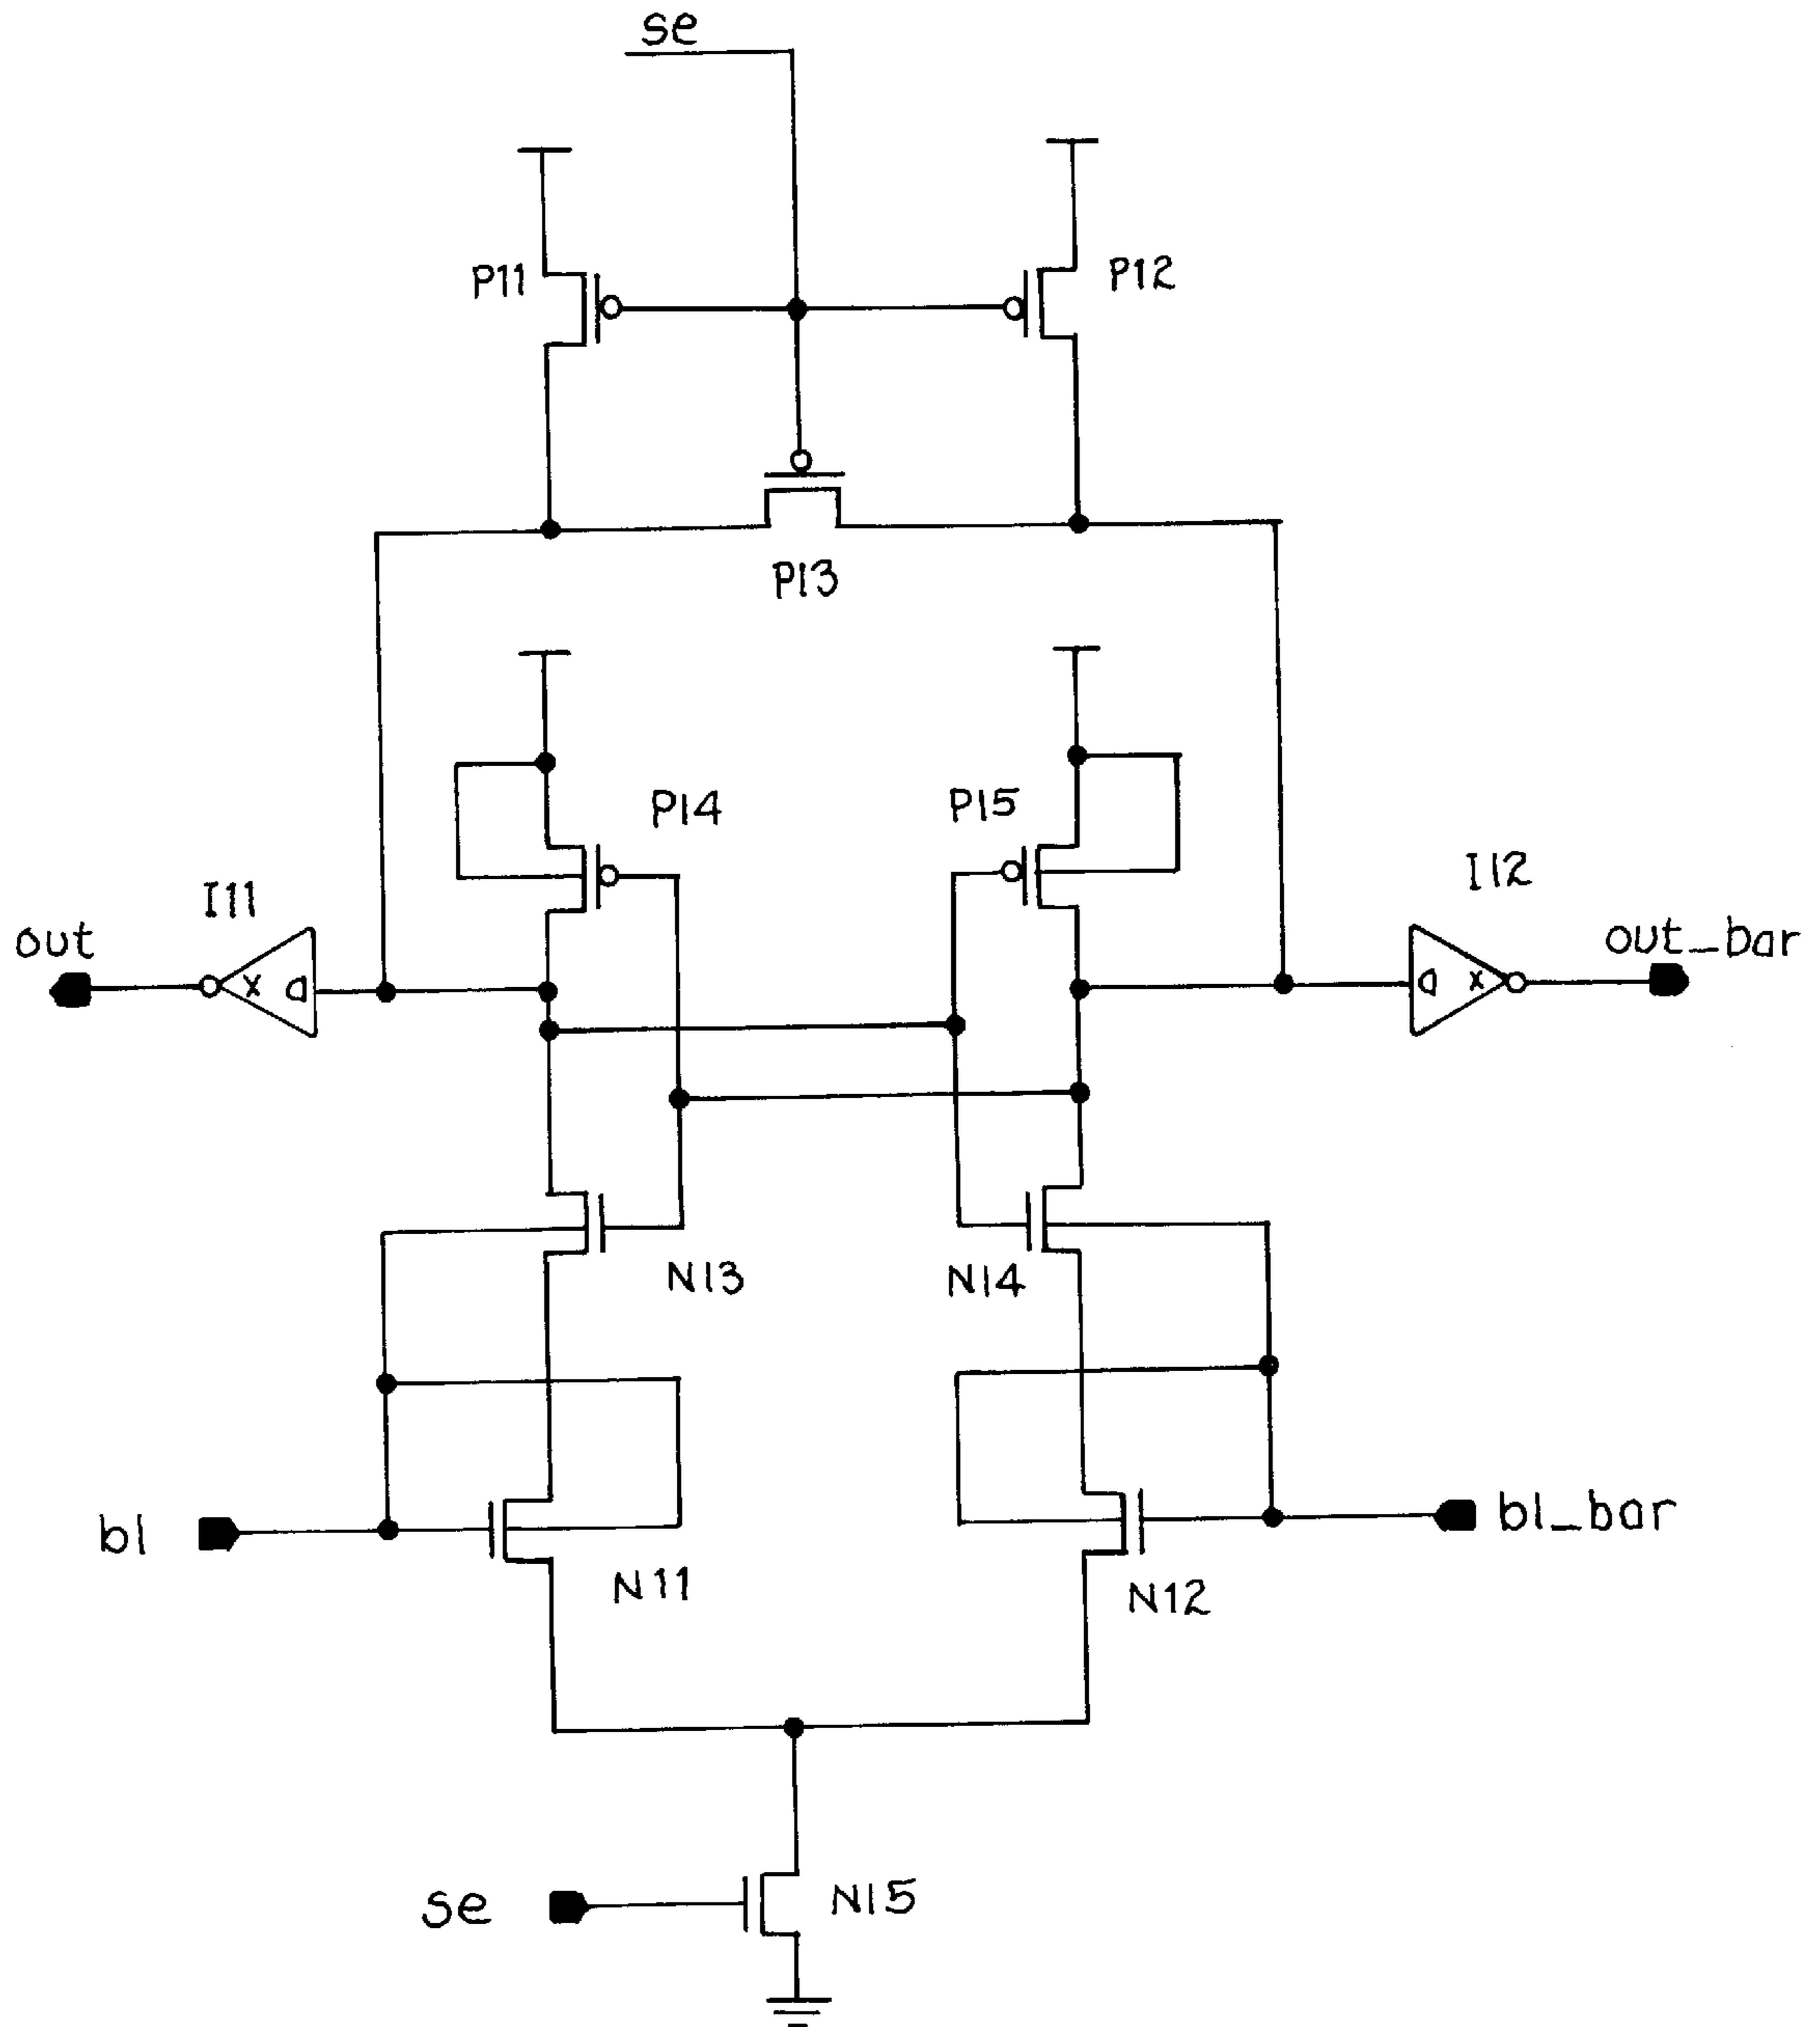 se
P11
P12
P13
P14
P15
I11
I12
out
x
D
D
x
out_bar
N13
N14
bl
bl_bar
N11
N12
se
N15